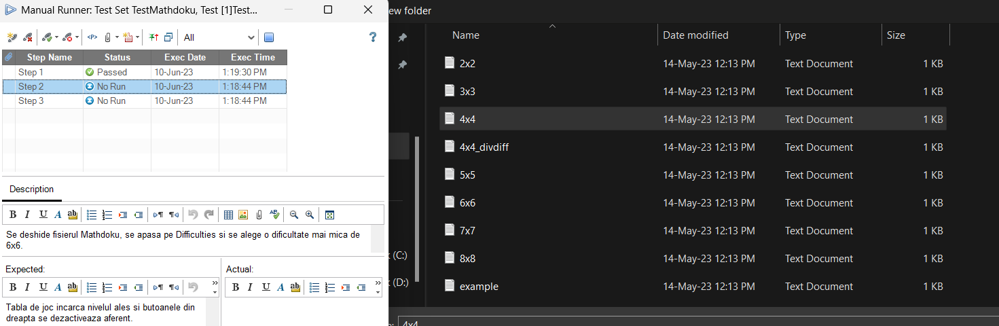 Manual Runner: Test Set TestMathdoku, Test [1]Test...
<P> All ?
Step Name Status Exec Date Exec Time
Step 1 Passed 10-Jun-23 1:19:30 PM
Step 2 No Run 10-Jun-23 1:18:44 PM
Step 3 No Run 10-Jun-23 1:18:44 PM
Description
B I U A ab ABC
Se deshide fisierul Mathdoku, se apasa pe Difficulties si se alege o dificultate mai mica de
6x6.
Expected:
B I U A ab
Tabla de joc incarca nivelul ales si butoanele din
dreapta se dezactiveaza aferent.
Actual:
B I U A ab
ew folder
Name Date modified Type Size
2x2 14-May-23 12:13 PM Text Document 1 KB
3x3 14-May-23 12:13 PM Text Document 1 KB
4x4 14-May-23 12:13 PM Text Document 1 KB
4x4_divdiff 14-May-23 12:13 PM Text Document 1 KB
5x5 14-May-23 12:13 PM Text Document 1 KB
6x6 14-May-23 12:13 PM Text Document 1 KB
7x7 14-May-23 12:13 PM Text Document 1 KB
8x8 14-May-23 12:13 PM Text Document 1 KB
example 14-May-23 12:13 PM Text Document 1 KB
(C:)
(D:)
4x4